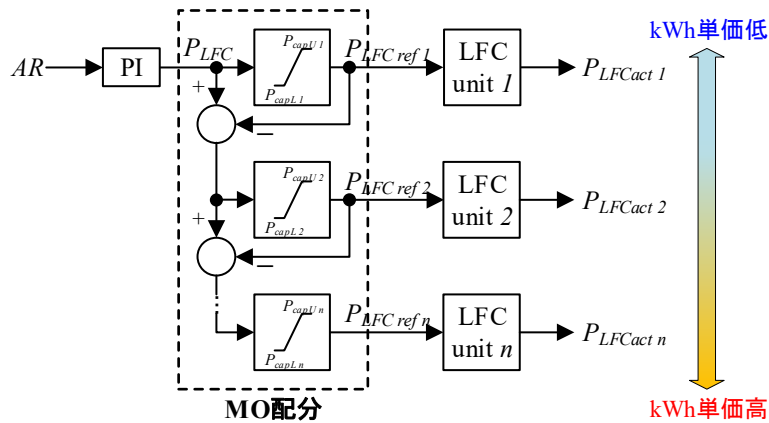 kWh単価低
AR
PI
P_LFC
P_capU 1
P_capL 1
P_LFC ref 1
LFC
unit 1
P_LFCact 1
+
−
P_capU 2
P_capL 2
P_LFC ref 2
LFC
unit 2
P_LFCact 2
+
−
⋮
P_capU n
P_capL n
P_LFC ref n
LFC
unit n
P_LFCact n
MO配分
kWh単価高